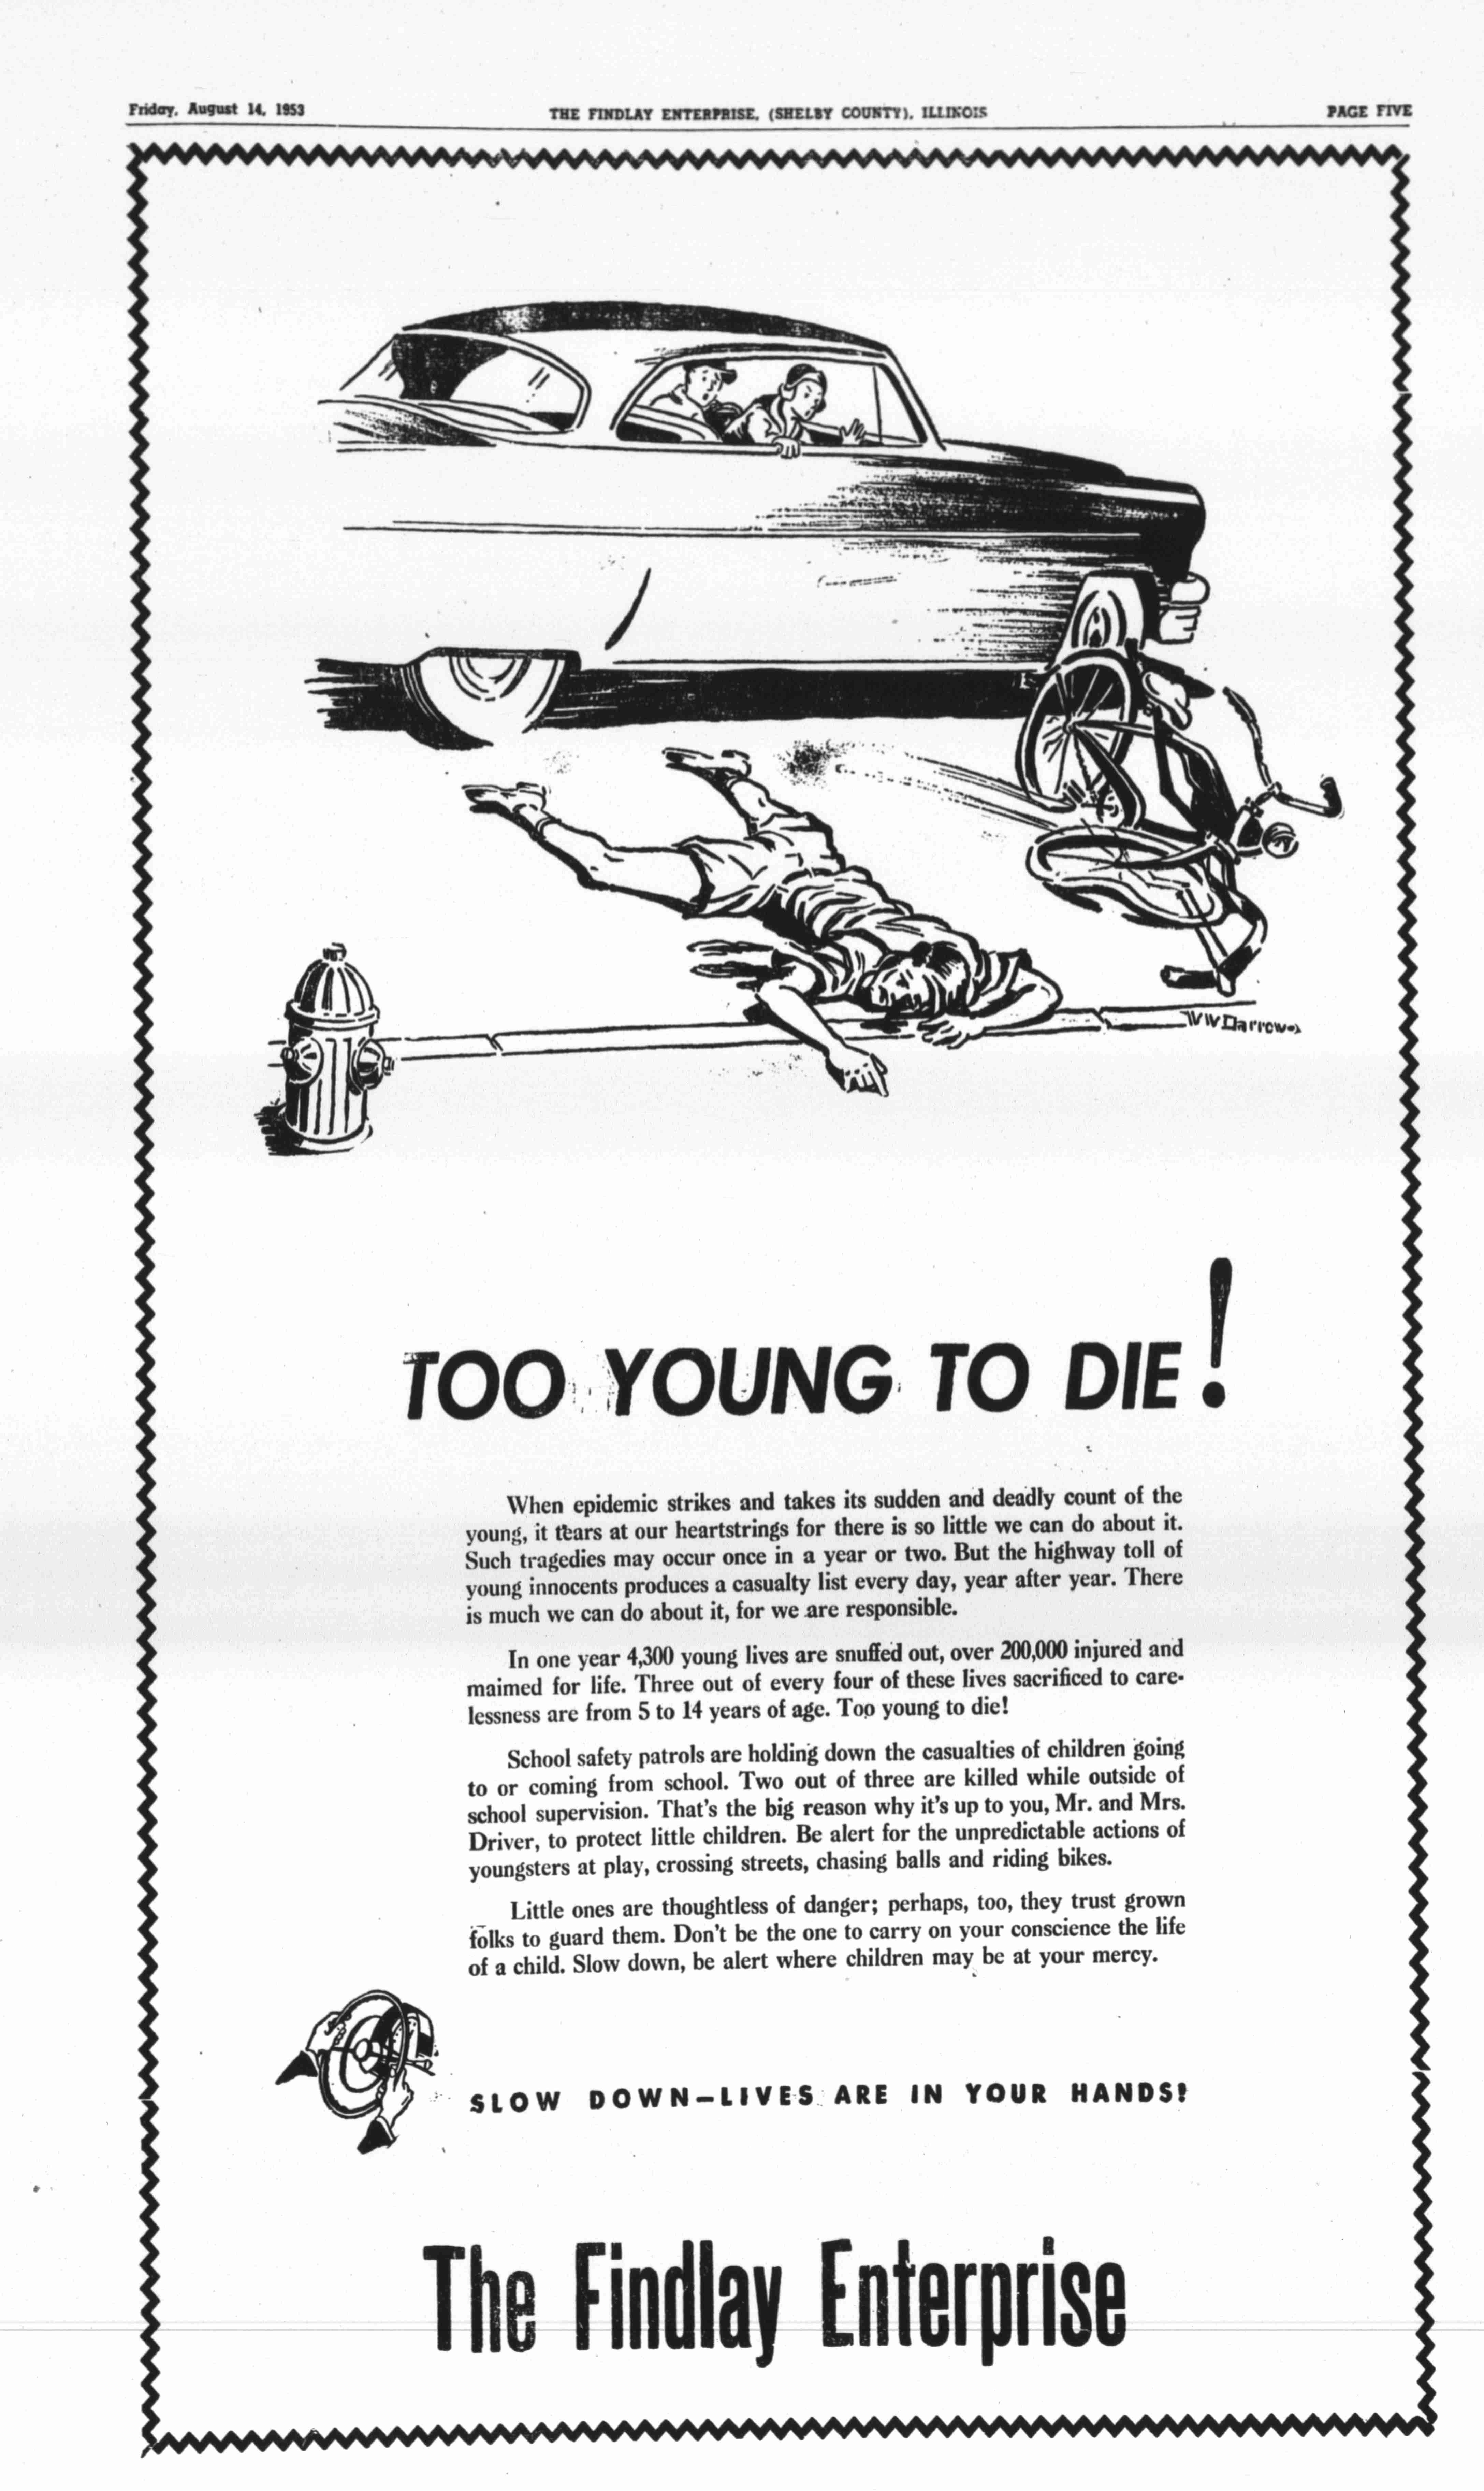 Friday, August 14, 1953
THE FINDLAY ENTERPRISE, (SHELBY COUNTY), ILLINOIS
PAGE FIVE
WWDarrow
TOO YOUNG TO DIE!
When epidemic strikes and takes its sudden and deadly count of the
young, it tears at our heartstrings for there is so little we can do about it.
Such tragedies may occur once in a year or two. But the highway toll of
young innocents produces a casualty list every day, year after year. There
is much we can do about it, for we are responsible.
In one year 4,300 young lives are snuffed out, over 200,000 injured and
maimed for life. Three out of every four of these lives sacrificed to care-
lessness are from 5 to 14 years of age. Too young to die!
School safety patrols are holding down the casualties of children going
to or coming from school. Two out of three are killed while outside of
school supervision. That's the big reason why it's up to you, Mr. and Mrs.
Driver, to protect little children. Be alert for the unpredictable actions of
youngsters at play, crossing streets, chasing balls and riding bikes.
Little ones are thoughtless of danger; perhaps, too, they trust grown
folks to guard them. Don't be the one to carry on your conscience the life
of a child. Slow down, be alert where children may be at your mercy.
SLOW DOWN—LIVES ARE IN YOUR HANDS!
The Findlay Enterprise